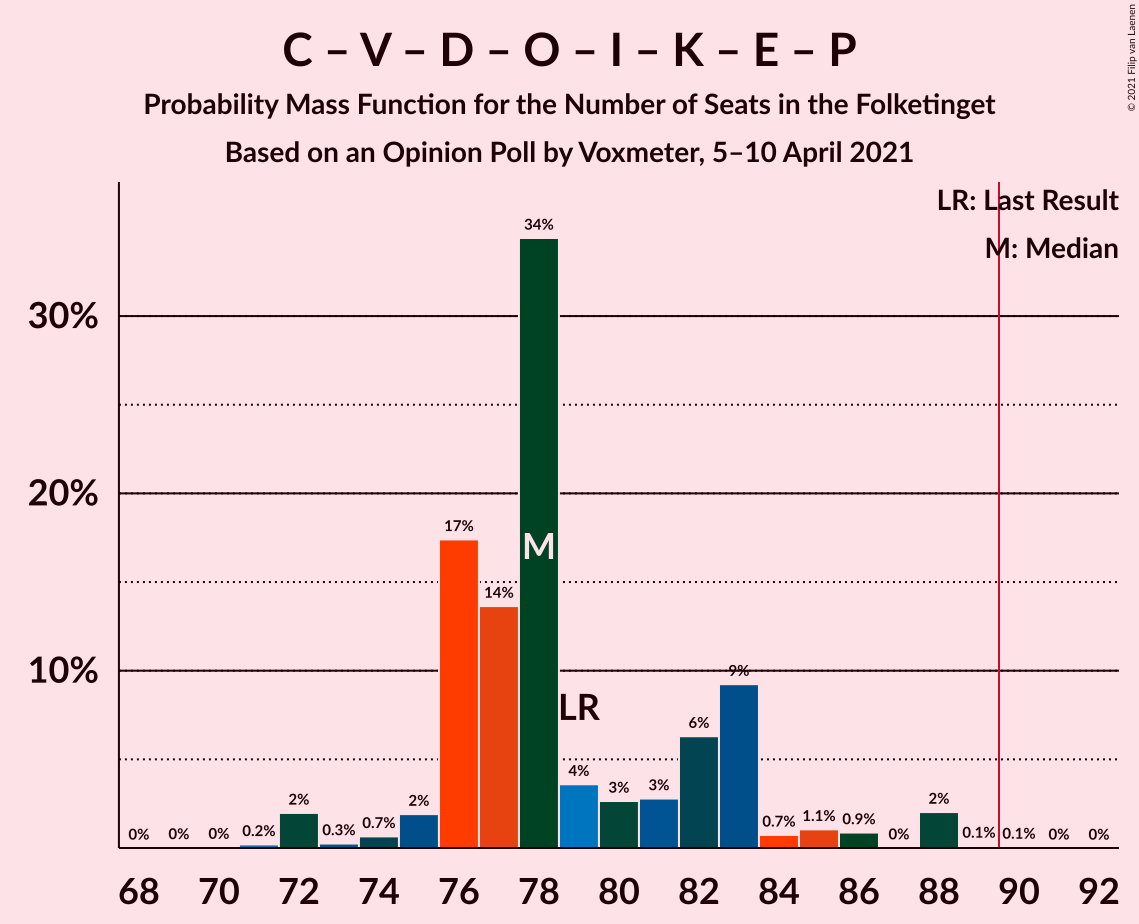 C – V – D – O – I – K – E – P
Probability Mass Function for the Number of Seats in the Folketinget
Based on an Opinion Poll by Voxmeter, 5–10 April 2021
© 2021 Filip van Laenen
LR: Last Result
M: Median
30%
20%
10%
0% 0% 0% 0.2% 2% 0.3% 0.7% 2% 17% 14% 34% 4% 3% 3% 6% 9% 0.7% 1.1% 0.9% 0% 2% 0.1% 0.1% 0% 0%
M
LR
68 70 72 74 76 78 80 82 84 86 88 90 92